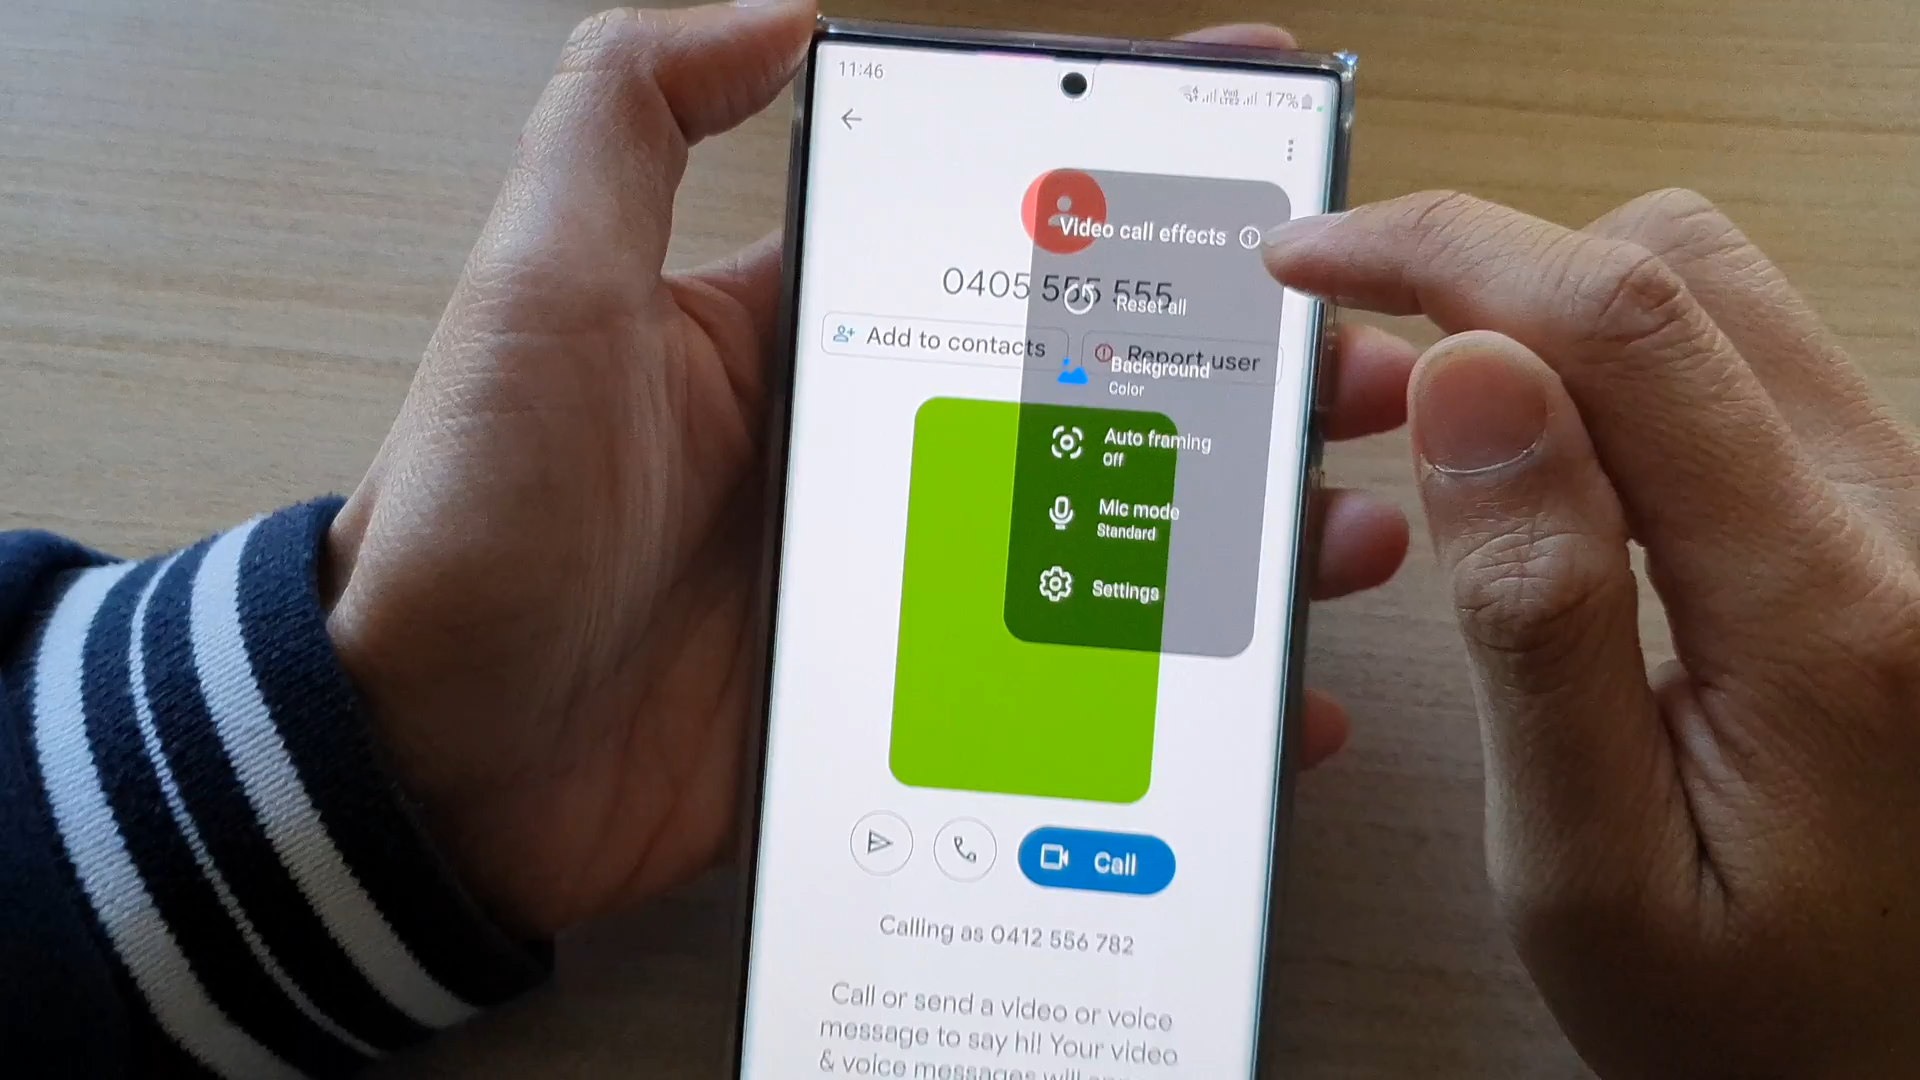 11:46
Vo)) LTE2 17%
Video call effects
0405 555 555
Reset all
Add to contacts
Report user
Background
Color
Auto framing
Off
Mic mode
Standard
Settings
Call
Calling as 0412 556 782
Call or send a video or voice
message to say hi! Your video
& voice messages will